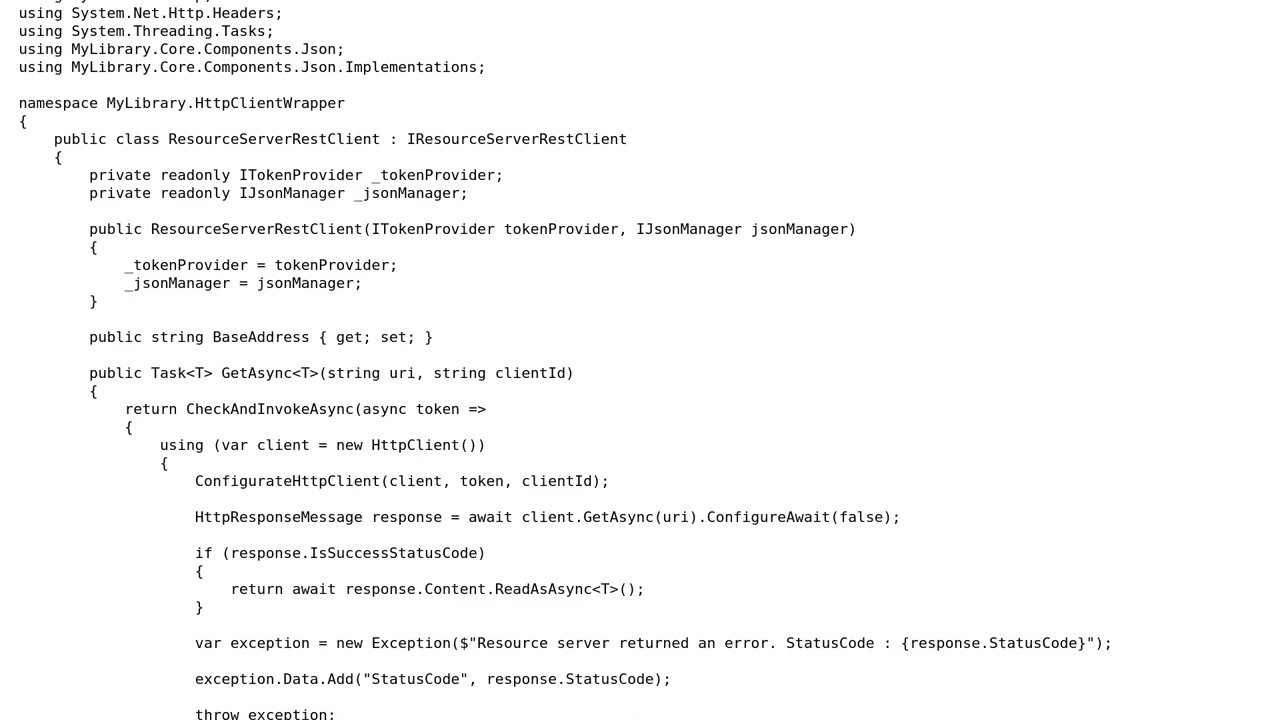 using System.Net.Http.Headers;
using System.Threading.Tasks;
using MyLibrary.Core.Components.Json;
using MyLibrary.Core.Components.Json.Implementations;
namespace MyLibrary.HttpClientWrapper
{
    public class ResourceServerRestClient : IResourceServerRestClient
    {
        private readonly ITokenProvider _tokenProvider;
        private readonly IJsonManager _jsonManager;
        public ResourceServerRestClient(ITokenProvider tokenProvider, IJsonManager jsonManager)
        {
            _tokenProvider = tokenProvider;
            _jsonManager = jsonManager;
        }
        public string BaseAddress { get; set; }
        public Task<T> GetAsync<T>(string uri, string clientId)
        {
            return CheckAndInvokeAsync(async token =>
            {
                using (var client = new HttpClient())
                {
                    ConfigurateHttpClient(client, token, clientId);
                    HttpResponseMessage response = await client.GetAsync(uri).ConfigureAwait(false);
                    if (response.IsSuccessStatusCode)
                    {
                        return await response.Content.ReadAsAsync<T>();
                    }
                    var exception = new Exception($"Resource server returned an error. StatusCode : {response.StatusCode}");
                    exception.Data.Add("StatusCode", response.StatusCode);
                    throw exception;